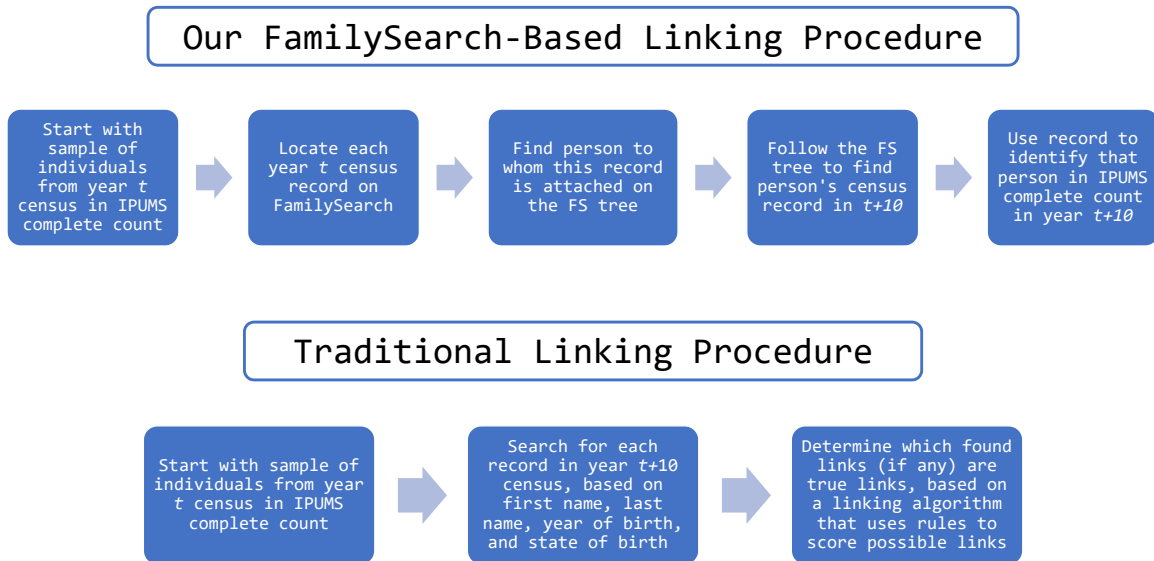 Our FamilySearch-Based Linking Procedure
Start with
sample of
individuals
from year t
census in IPUMS
complete count
Locate each
year t census
record on
FamilySearch
Find person to
whom this record
is attached on
the FS tree
Follow the FS
tree to find
person's census
record in t+10
Use record to
identify that
person in IPUMS
complete count
in year t+10
Traditional Linking Procedure
Start with sample of
individuals from year
t census in IPUMS
complete count
Search for each
record in year t+10
census, based on
first name, last
name, year of birth,
and state of birth
Determine which found
links (if any) are
true links, based on
a linking algorithm
that uses rules to
score possible links